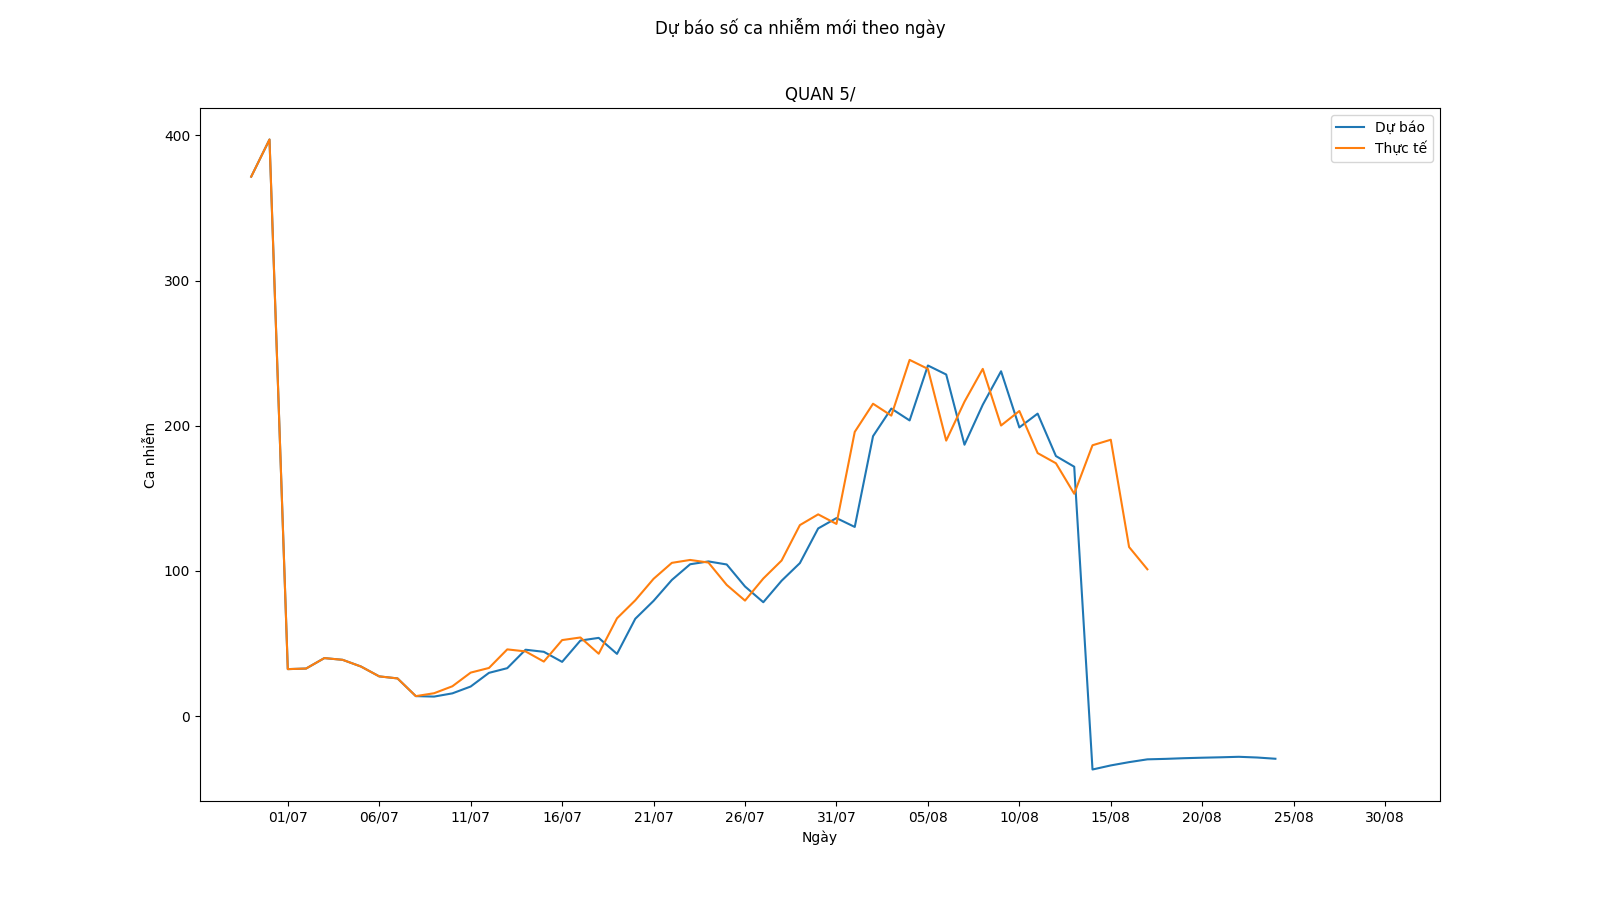 Dự báo số ca nhiễm mới theo ngày
QUAN 5/
Dự báo
Thực tế
Ca nhiễm
400
300
200
100
0
01/07 06/07 11/07 16/07 21/07 26/07 31/07 05/08 10/08 15/08 20/08 25/08 30/08
Ngày